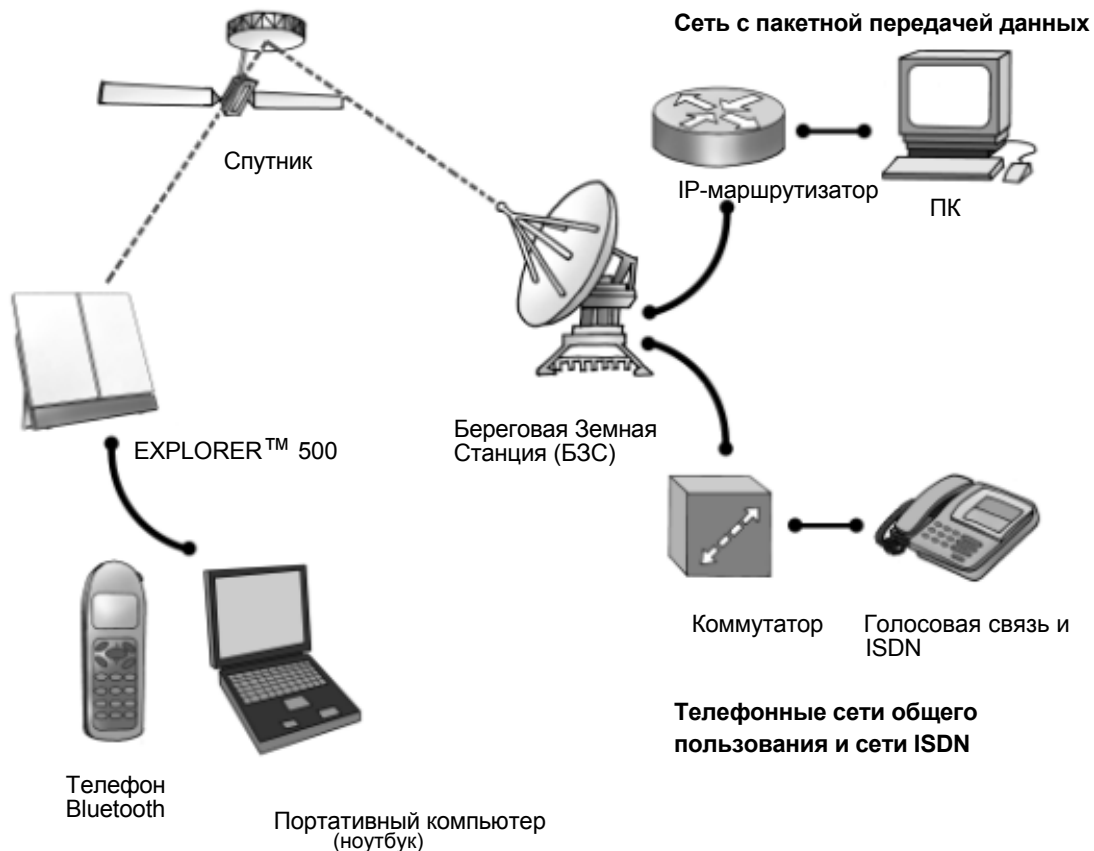 Сеть с пакетной передачей данных
Спутник
IP-маршрутизатор
ПК
EXPLORER™ 500
Береговая Земная
Станция (БЗС)
Коммутатор
Голосовая связь и
ISDN
Телефонные сети общего
пользования и сети ISDN
Телефон
Bluetooth
Портативный компьютер
(ноутбук)